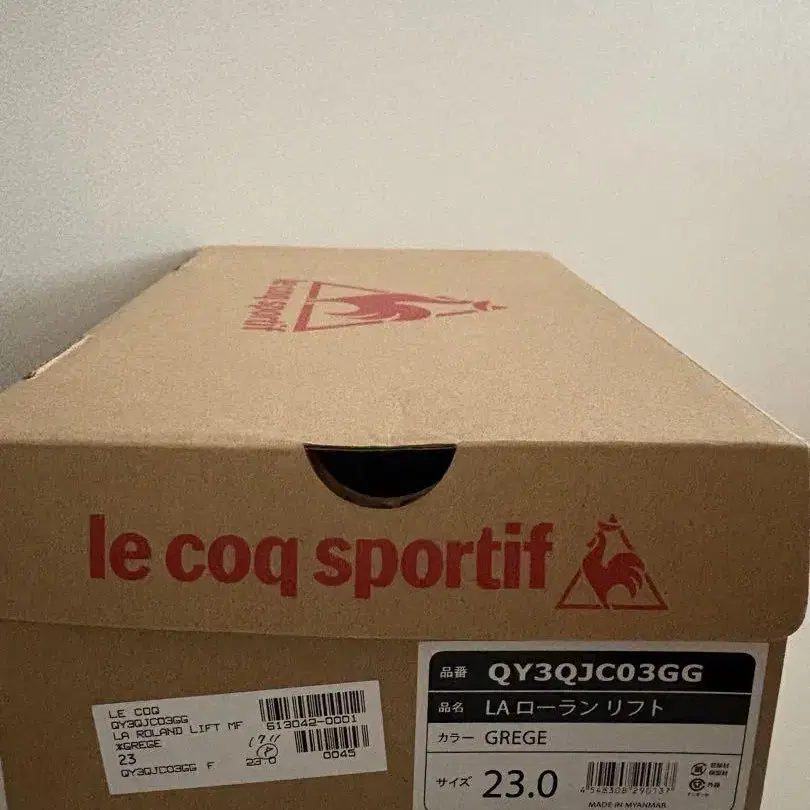 le coq sportif
le coq sportif
LE COQ
QY3QJC03GG
LA ROLAND LIFT MF
*GREGE
23
QY3QJC03GG F 23.0
613042-0001
0045
品番 QY3QJC03GG
品名 LA ローラン リフト
カラー GREGE
サイズ 23.0
MADE IN MYANMAR